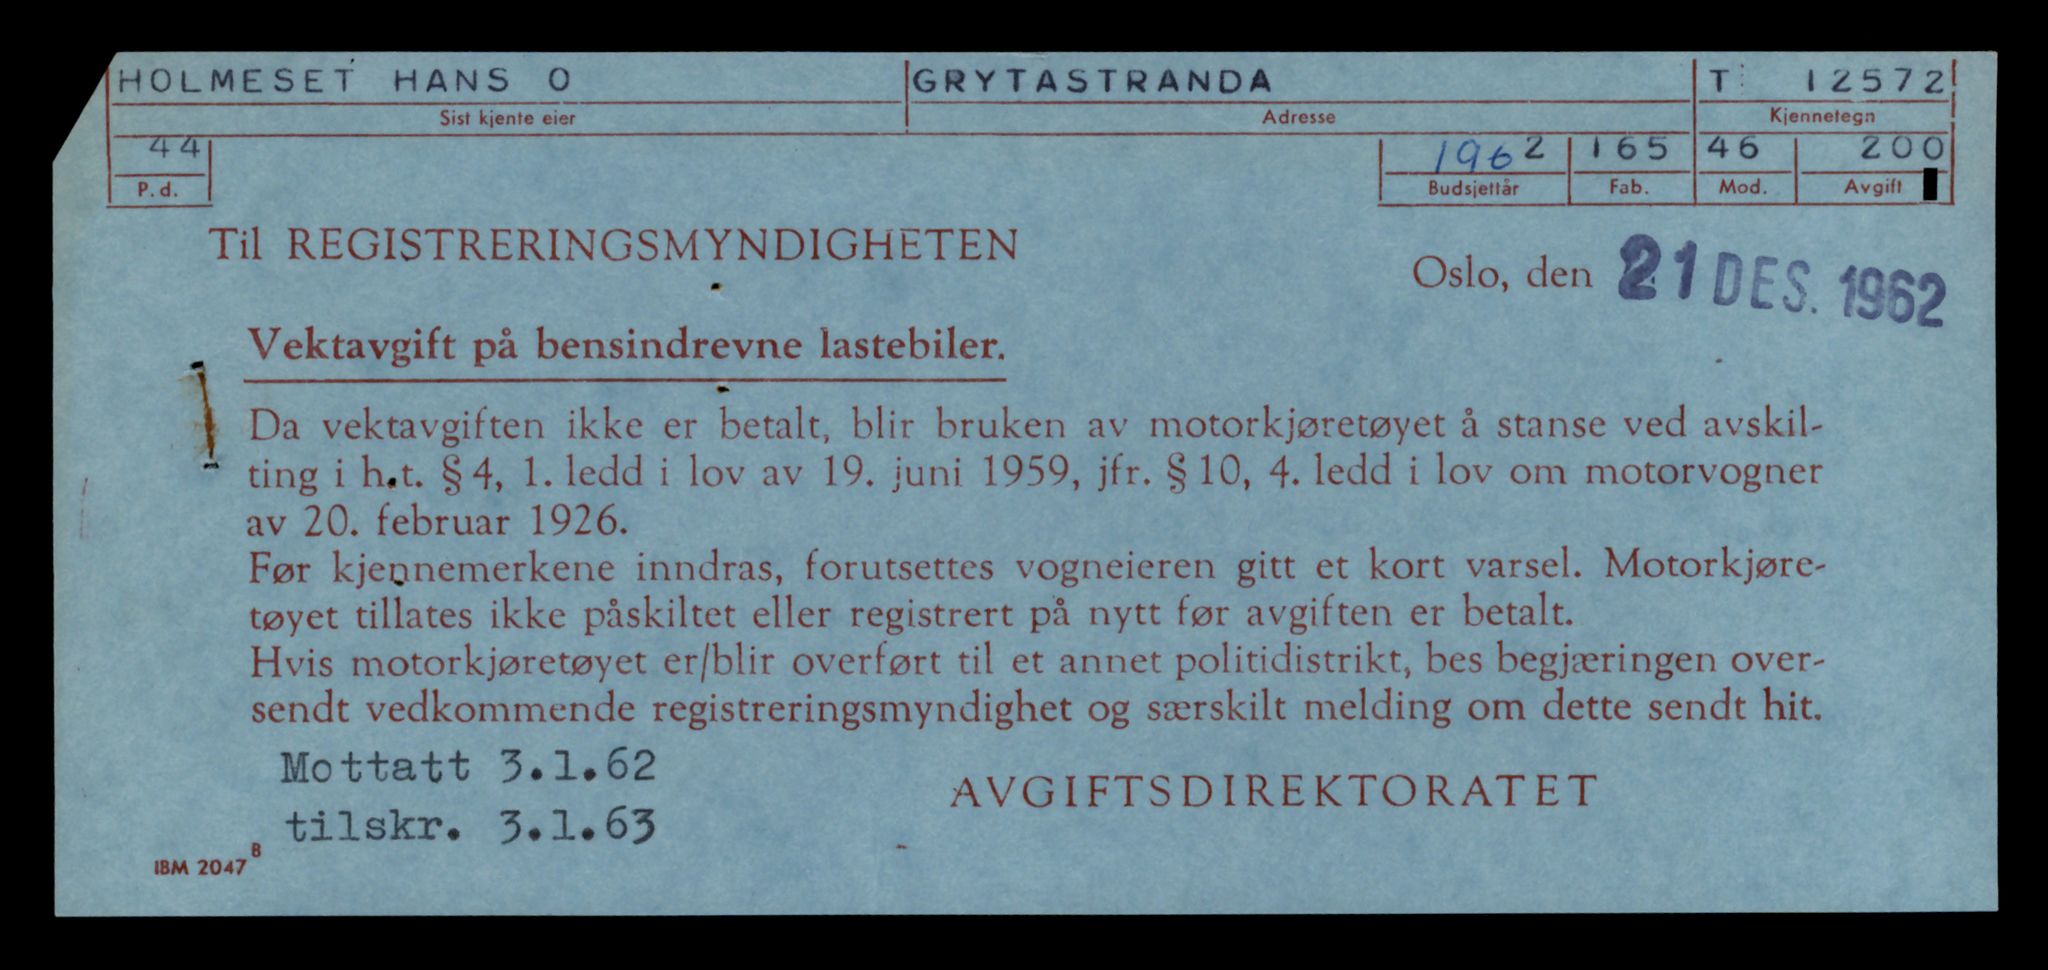 HOLMESET HANS O GRYTASTRANDA T 12572
Sist kjente eier Adresse Kjennetegn
44 1962 165 46 200
P.d. Budsjettår Fab. Mod. Avgift
Til REGISTRERINGSMYNDIGHETEN
Oslo, den 21 DES. 1962
Vektavgift på bensindrevne lastebiler.
Da vektavgiften ikke er betalt, blir bruken av motorkjøretøyet å stanse ved avskil-
ting i h.t. § 4, 1. ledd i lov av 19. juni 1959, jfr. § 10, 4. ledd i lov om motorvogner
av 20. februar 1926.
Før kjennemerkene inndras, forutsettes vogneieren gitt et kort varsel. Motorkjøre-
tøyet tillates ikke påskiltet eller registrert på nytt før avgiften er betalt.
Hvis motorkjøretøyet er/blir overført til et annet politidistrikt, bes begjæringen over-
sendt vedkommende registreringsmyndighet og særskilt melding om dette sendt hit.
Mottatt 3.1.62
AVGIFTSDIREKTORATET
tilskr. 3.1.63
IBM 2047 B